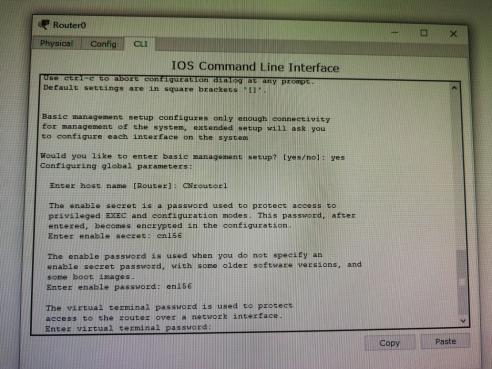 Router0
Physical Config CLI
IOS Command Line Interface
Use ctrl-c to abort configuration dialog at any prompt.
Default settings are in square brackets '[]'.
Basic management setup configures only enough connectivity
for management of the system, extended setup will ask you
to configure each interface on the system
Would you like to enter basic management setup? [yes/no]: yes
Configuring global parameters:
Enter host name [Router]: CNroutor1
The enable secret is a password used to protect access to
privileged EXEC and configuration modes. This password, after
entered, becomes encrypted in the configuration.
Enter enable secret: cn156
The enable password is used when you do not specify an
enable secret password, with some older software versions, and
some boot images.
Enter enable password: en156
The virtual terminal password is used to protect
access to the router over a network interface.
Enter virtual terminal password:
Copy Paste